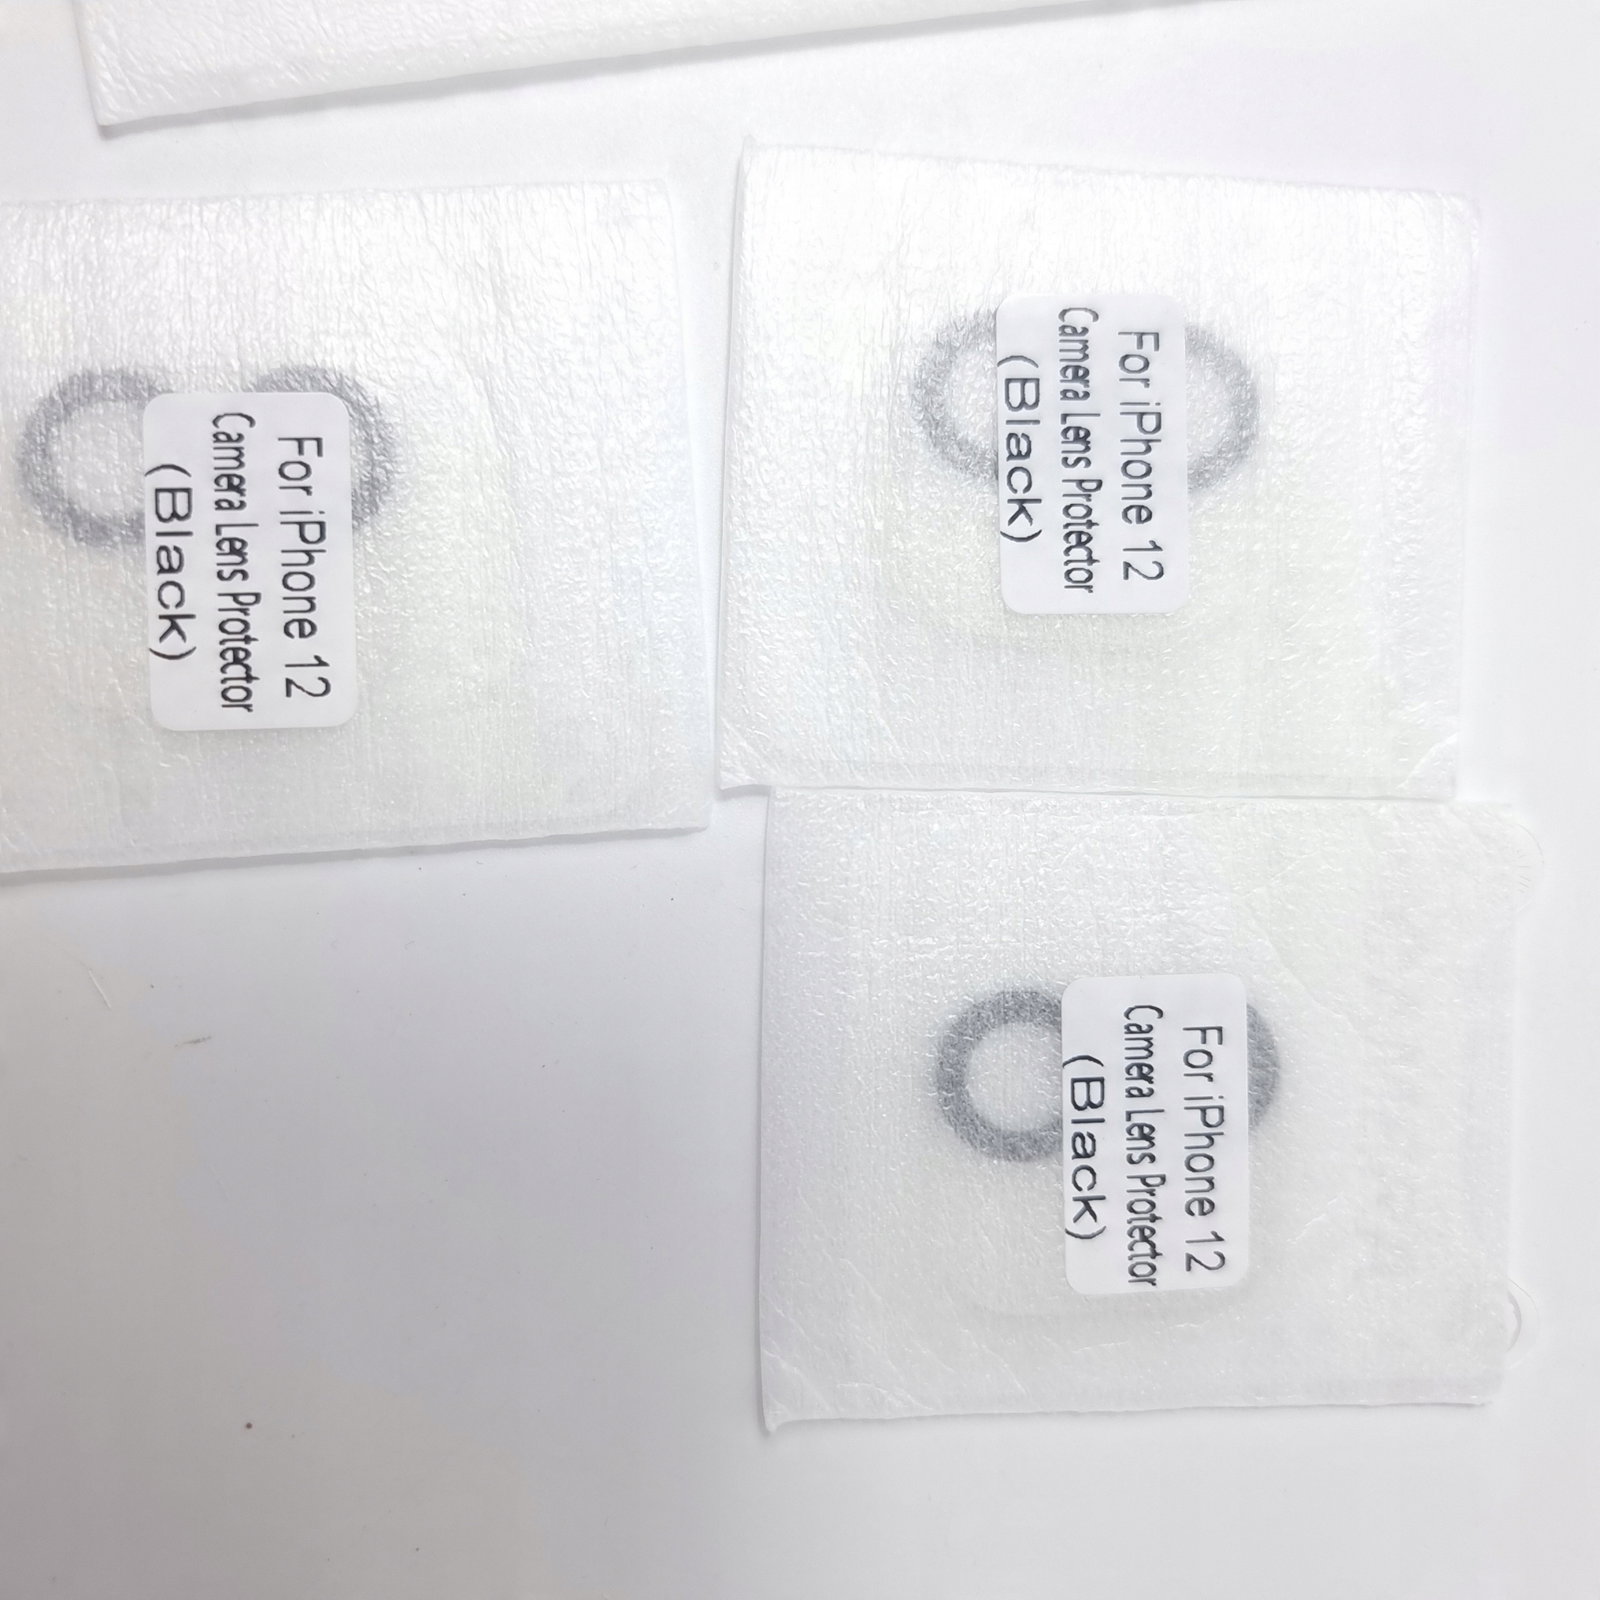 For iPhone 12
Camera Lens Protector
(Black)
For iPhone 12
Camera Lens Protector
(Black)
For iPhone 12
Camera Lens Protector
(Black)